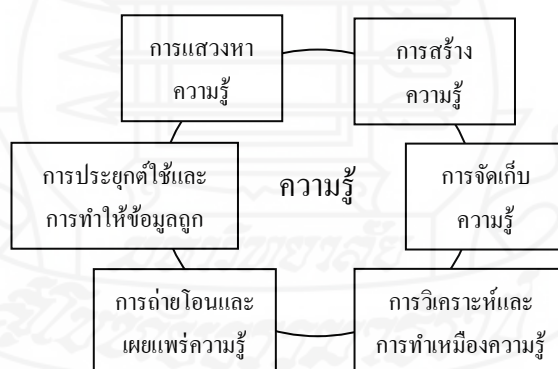 การแสวงหา
ความรู้
การสร้าง
ความรู้
การประยุกต์ใช้และ
การทำให้ข้อมูลถูก
ความรู้
การจัดเก็บ
ความรู้
การถ่ายโอนและ
เผยแพร่ความรู้
การวิเคราะห์และ
การทำเหมืองความรู้